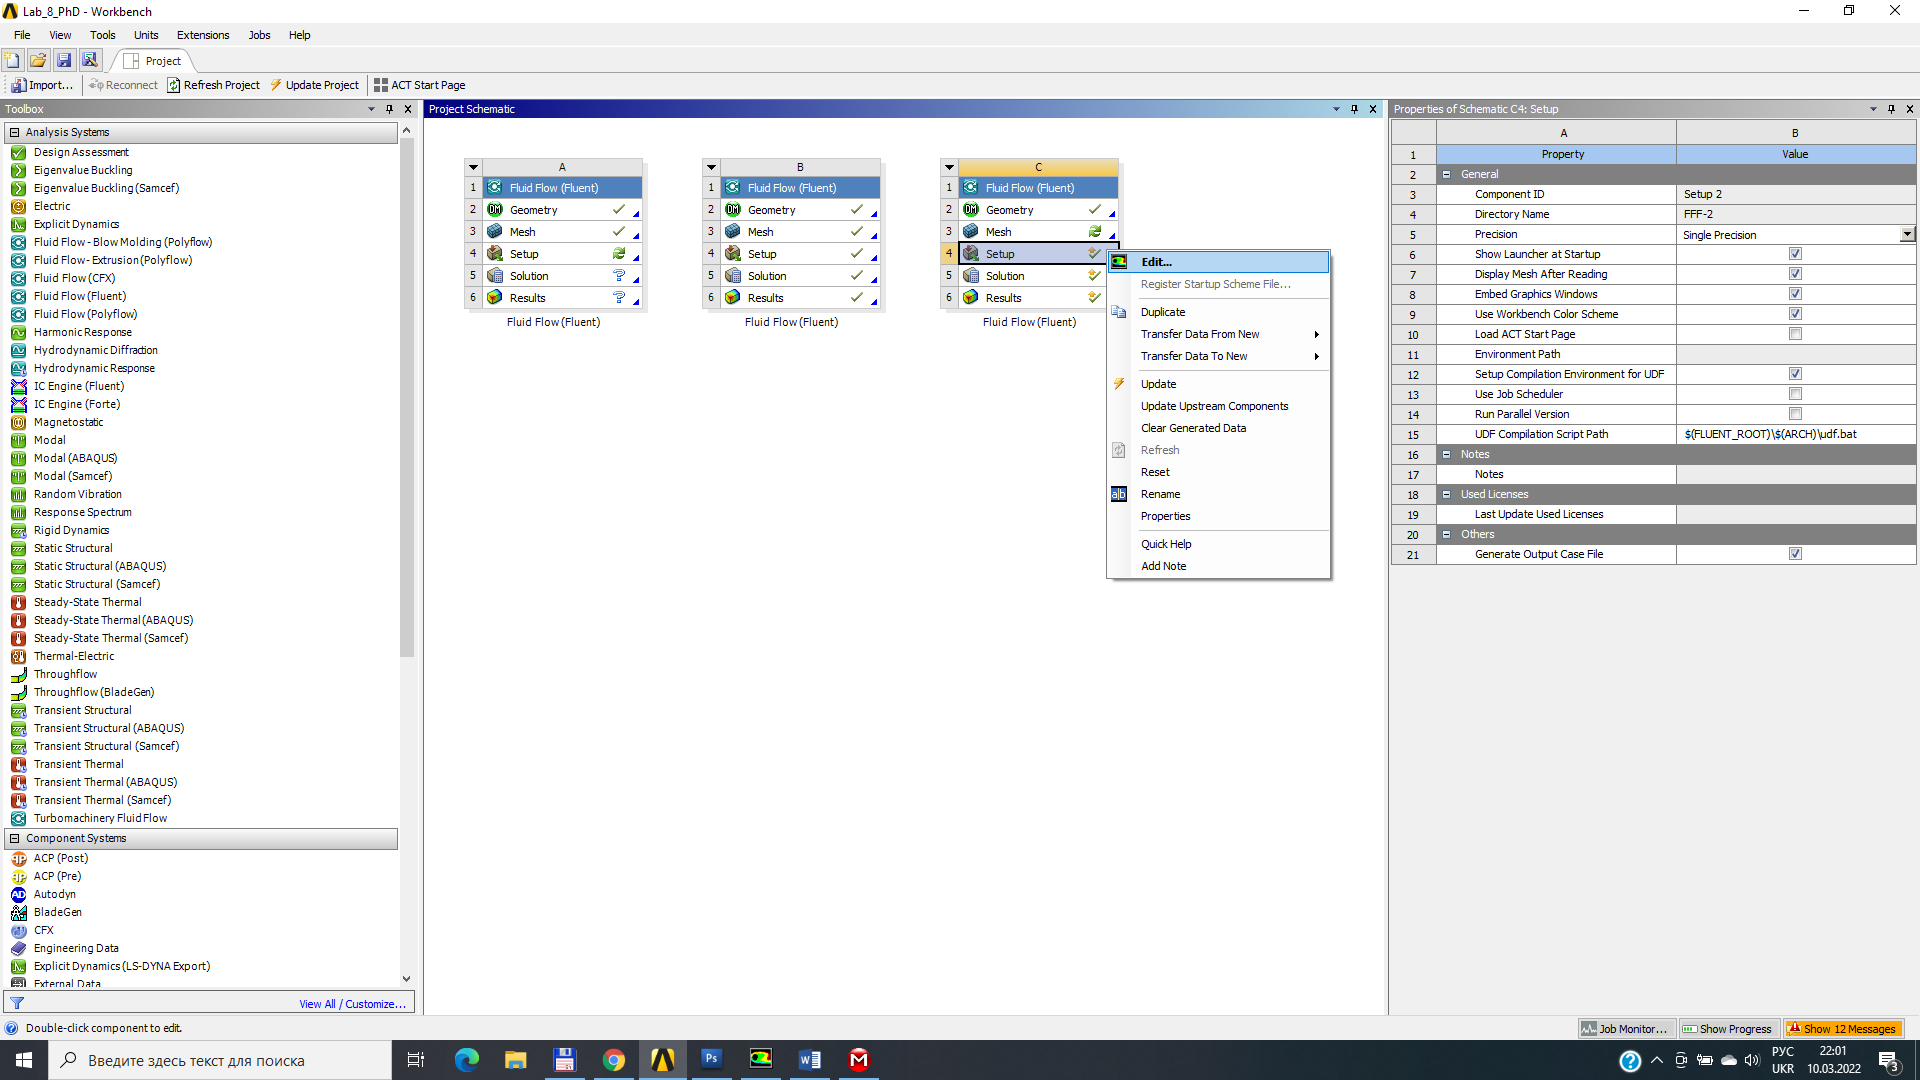 Lab_8_PhD - Workbench
File View Tools Units Extensions Jobs Help
Project
Import... Reconnect Refresh Project Update Project ACT Start Page
Toolbox
Analysis Systems
Design Assessment
Eigenvalue Buckling
Eigenvalue Buckling (Samcef)
Electric
Explicit Dynamics
Fluid Flow - Blow Molding (Polyflow)
Fluid Flow - Extrusion (Polyflow)
Fluid Flow (CFX)
Fluid Flow (Fluent)
Fluid Flow (Polyflow)
Harmonic Response
Hydrodynamic Diffraction
Hydrodynamic Response
IC Engine (Fluent)
IC Engine (Forte)
Magnetostatic
Modal
Modal (ABAQUS)
Modal (Samcef)
Random Vibration
Response Spectrum
Rigid Dynamics
Static Structural
Static Structural (ABAQUS)
Static Structural (Samcef)
Steady-State Thermal
Steady-State Thermal (ABAQUS)
Steady-State Thermal (Samcef)
Thermal-Electric
Throughflow
Throughflow (BladeGen)
Transient Structural
Transient Structural (ABAQUS)
Transient Structural (Samcef)
Transient Thermal
Transient Thermal (ABAQUS)
Transient Thermal (Samcef)
Turbomachinery Fluid Flow
Component Systems
ACP (Post)
ACP (Pre)
Autodyn
BladeGen
CFX
Engineering Data
Explicit Dynamics (LS-DYNA Export)
External Data
View All / Customize...
Project Schematic
A
1 Fluid Flow (Fluent)
2 Geometry
3 Mesh
4 Setup
5 Solution
6 Results
Fluid Flow (Fluent)
B
1 Fluid Flow (Fluent)
2 Geometry
3 Mesh
4 Setup
5 Solution
6 Results
Fluid Flow (Fluent)
C
1 Fluid Flow (Fluent)
2 Geometry
3 Mesh
4 Setup
5 Solution
6 Results
Fluid Flow (Fluent)
Edit...
Register Startup Scheme File...
Duplicate
Transfer Data From New
Transfer Data To New
Update
Update Upstream Components
Clear Generated Data
Refresh
Reset
Rename
Properties
Quick Help
Add Note
Properties of Schematic C4: Setup
A B
1 Property Value
2 General
3 Component ID Setup 2
4 Directory Name FFF-2
5 Precision Single Precision
6 Show Launcher at Startup
7 Display Mesh After Reading
8 Embed Graphics Windows
9 Use Workbench Color Scheme
10 Load ACT Start Page
11 Environment Path
12 Setup Compilation Environment for UDF
13 Use Job Scheduler
14 Run Parallel Version
15 UDF Compilation Script Path $(FLUENT_ROOT)\$(ARCH)\udf.bat
16 Notes
17 Notes
18 Used Licenses
19 Last Update Used Licenses
20 Others
21 Generate Output Case File
Double-click component to edit.
Job Monitor... Show Progress Show 12 Messages
Введите здесь текст для поиска
РУС
UKR
22:01
10.03.2022
3